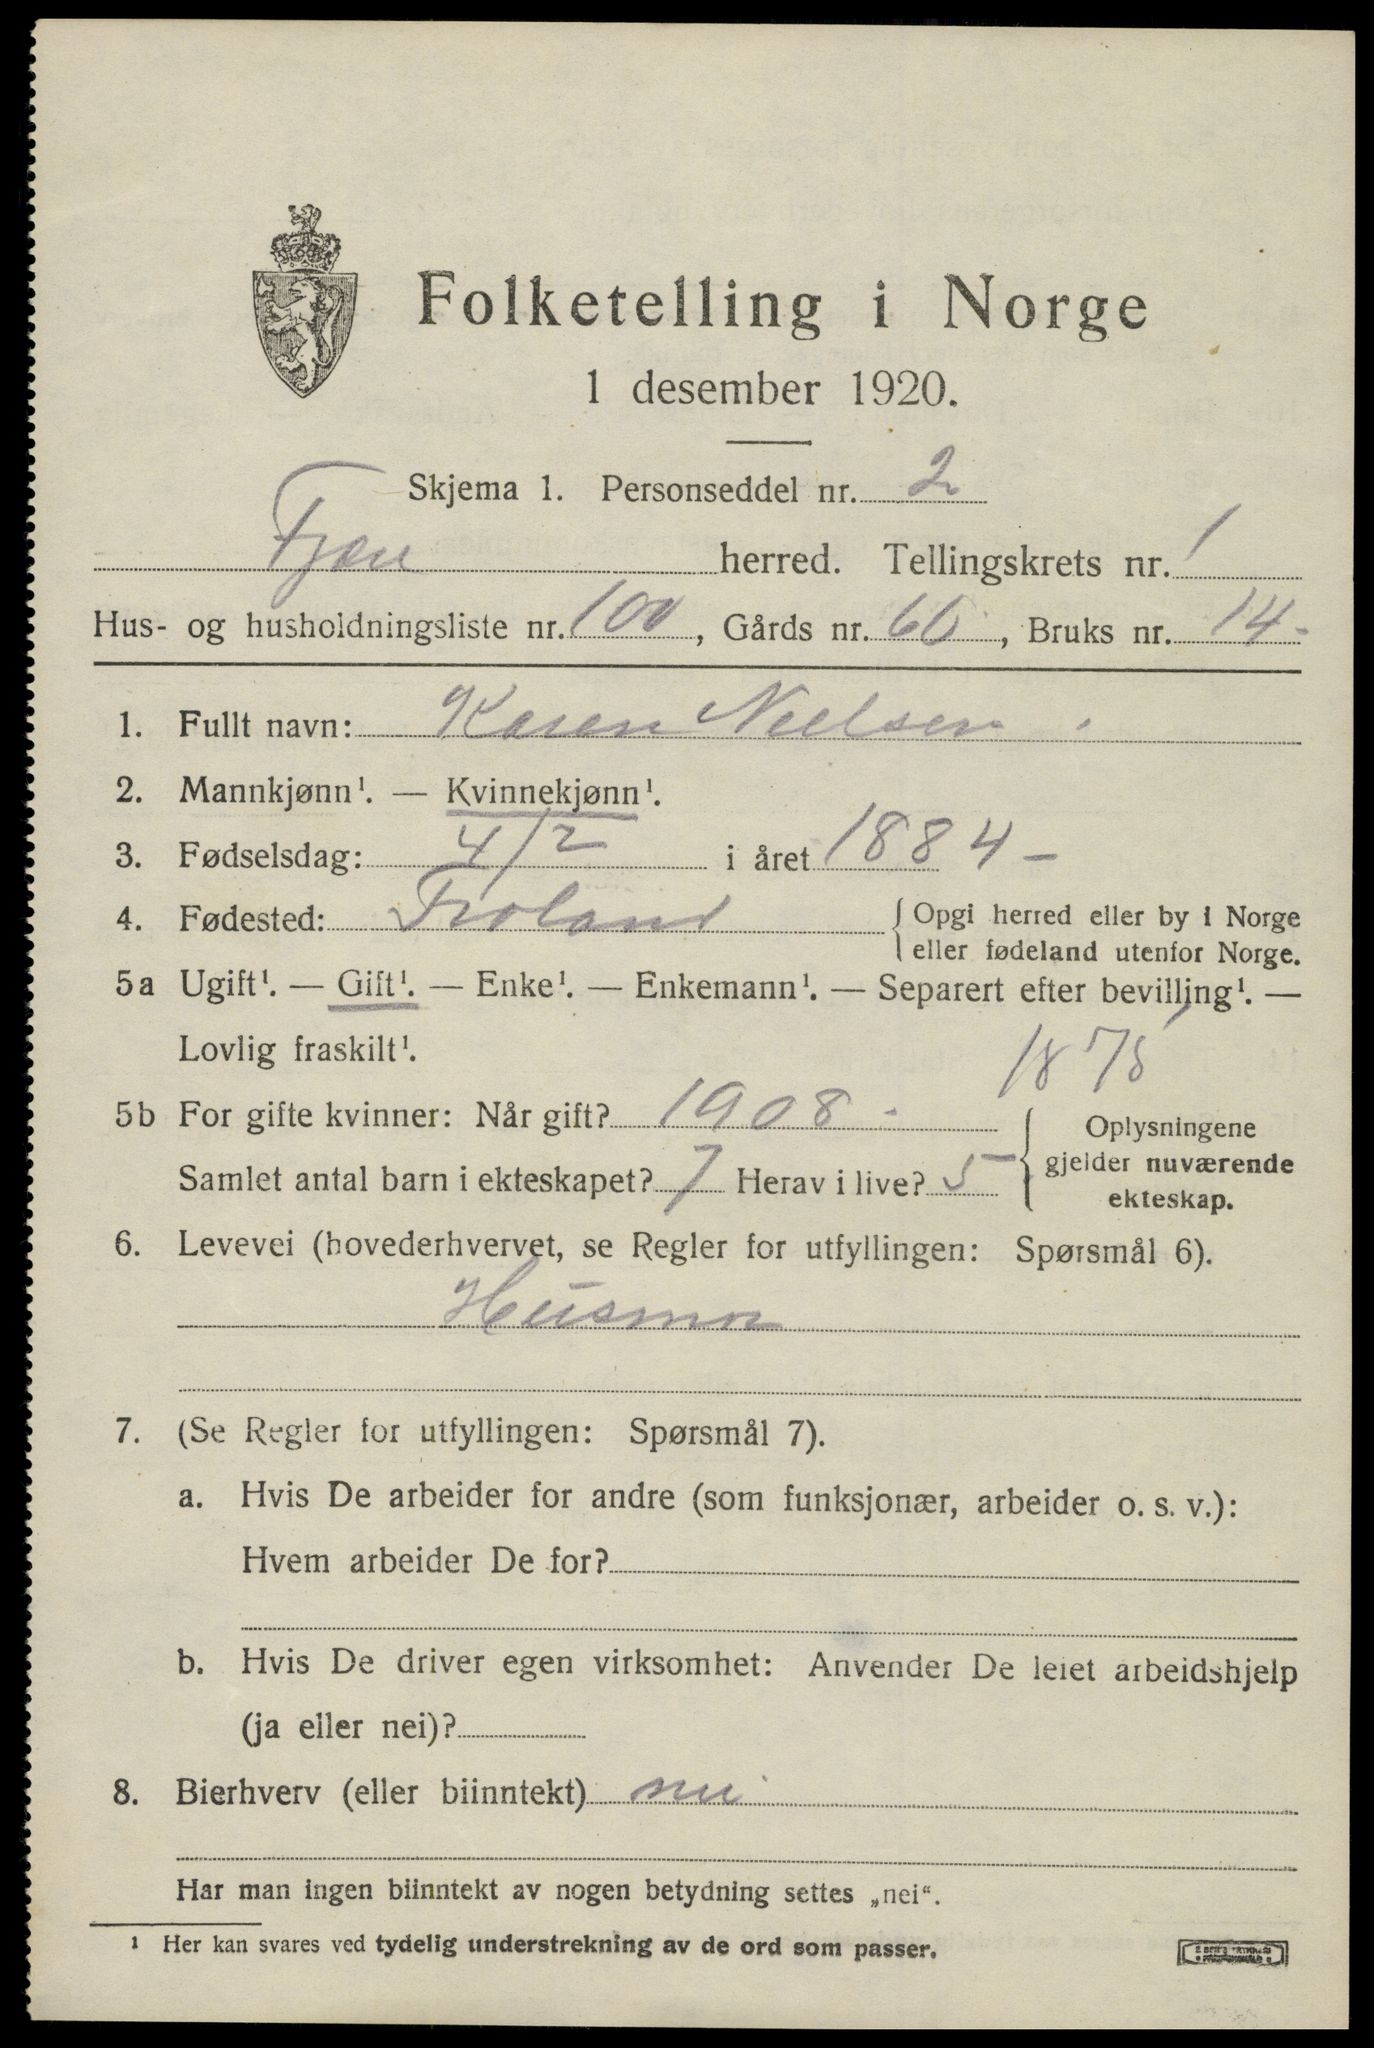 Folketelling i Norge
1 desember 1920.
Skjema 1. Personseddel nr. 2
Fjære herred. Tellingskrets nr. 1
Hus- og husholdningsliste nr. 100, Gårds nr. 60, Bruks nr. 14-
1. Fullt navn: Karen Nielsen
2. Mannkjønn¹. — Kvinnekjønn¹.
3. Fødselsdag: 4/2 i året 1884 -
4. Fødested: Froland { Opgi herred eller by i Norge
eller fødeland utenfor Norge.
5a Ugift¹. — Gift¹. — Enke¹. — Enkemann¹. — Separert efter bevilling¹. —
Lovlig fraskilt¹.
1875
5b For gifte kvinner: Når gift? 1908 -
Samlet antal barn i ekteskapet? 7 Herav i live? 5
{ Oplysningene
gjelder nuværende
ekteskap.
6. Levevei (hovederhvervet, se Regler for utfyllingen: Spørsmål 6).
Husmor
7. (Se Regler for utfyllingen: Spørsmål 7).
a. Hvis De arbeider for andre (som funksjonær, arbeider o. s. v.):
Hvem arbeider De for?
b. Hvis De driver egen virksomhet: Anvender De leiet arbeidshjelp
(ja eller nei)?
8. Bierhverv (eller biinntekt) nei
Har man ingen biinntekt av nogen betydning settes „nei".
¹ Her kan svares ved tydelig understrekning av de ord som passer.